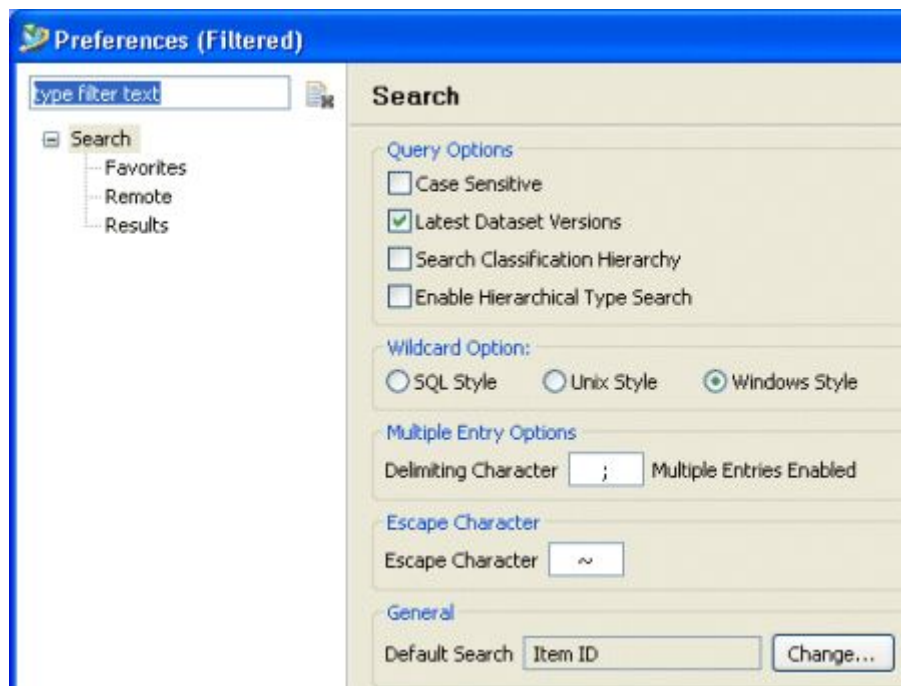 Preferences (Filtered)
type filter text
Search
Favorites
Remote
Results
Search
Query Options
Case Sensitive
Latest Dataset Versions
Search Classification Hierarchy
Enable Hierarchical Type Search
Wildcard Option:
SQL Style Unix Style Windows Style
Multiple Entry Options
Delimiting Character ; Multiple Entries Enabled
Escape Character
Escape Character ~
General
Default Search Item ID Change...